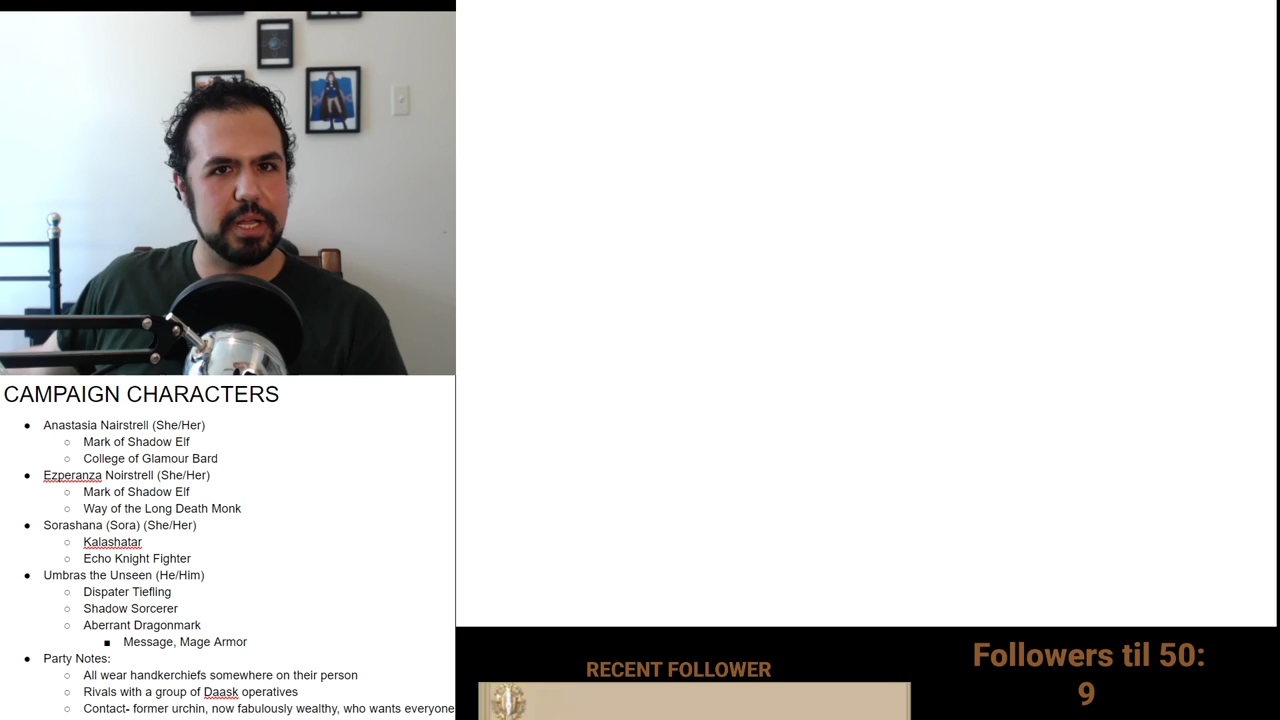 CAMPAIGN CHARACTERS
Anastasia Nairstrell (She/Her)
Mark of Shadow Elf
College of Glamour Bard
Ezperanza Noirstrell (She/Her)
Mark of Shadow Elf
Way of the Long Death Monk
Sorashana (Sora) (She/Her)
Kalashatar
Echo Knight Fighter
Umbras the Unseen (He/Him)
Dispater Tiefling
Shadow Sorcerer
Aberrant Dragonmark
Message, Mage Armor
Party Notes:
All wear handkerchiefs somewhere on their person
Rivals with a group of Daask operatives
Contact- former urchin, now fabulously wealthy, who wants everyone
RECENT FOLLOWER
Followers til 50:
9